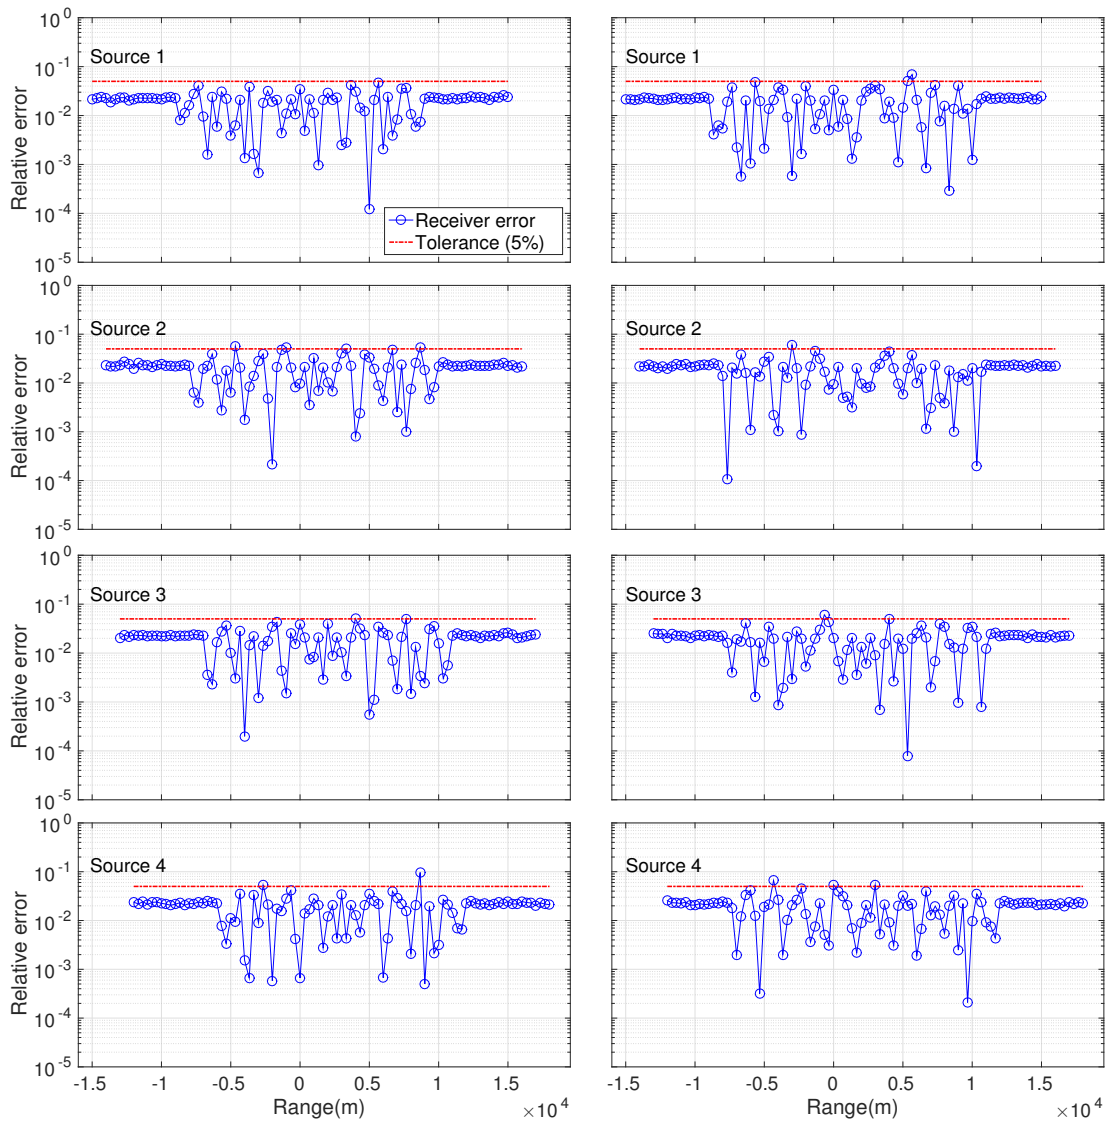 10^0
10^-1
10^-2
10^-3
10^-4
10^-5
Relative error
Source 1
Receiver error
Tolerance (5%)
Source 1
10^0
10^-1
10^-2
10^-3
10^-4
10^-5
Relative error
Source 2
Source 2
10^0
10^-1
10^-2
10^-3
10^-4
10^-5
Relative error
Source 3
Source 3
10^0
10^-1
10^-2
10^-3
10^-4
10^-5
Relative error
Source 4
Source 4
-1.5 -1 -0.5 0 0.5 1 1.5
Range(m)
×10^4
-1.5 -1 -0.5 0 0.5 1 1.5
Range(m)
×10^4